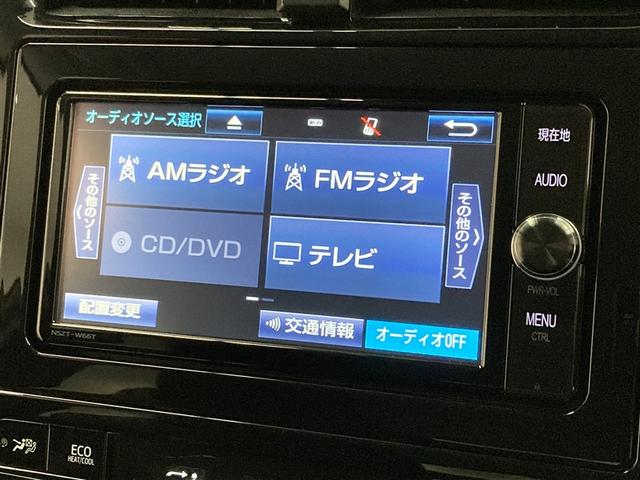 オーディオソース選択
現在地
AUDIO
AMラジオ
FMラジオ
その他のソース
その他のソース
CD/DVD
テレビ
PWR-VOL
配置変更
交通情報
オーディオOFF
MENU
CTRL
NSZT-W66T
ECO
HEAT/COOL